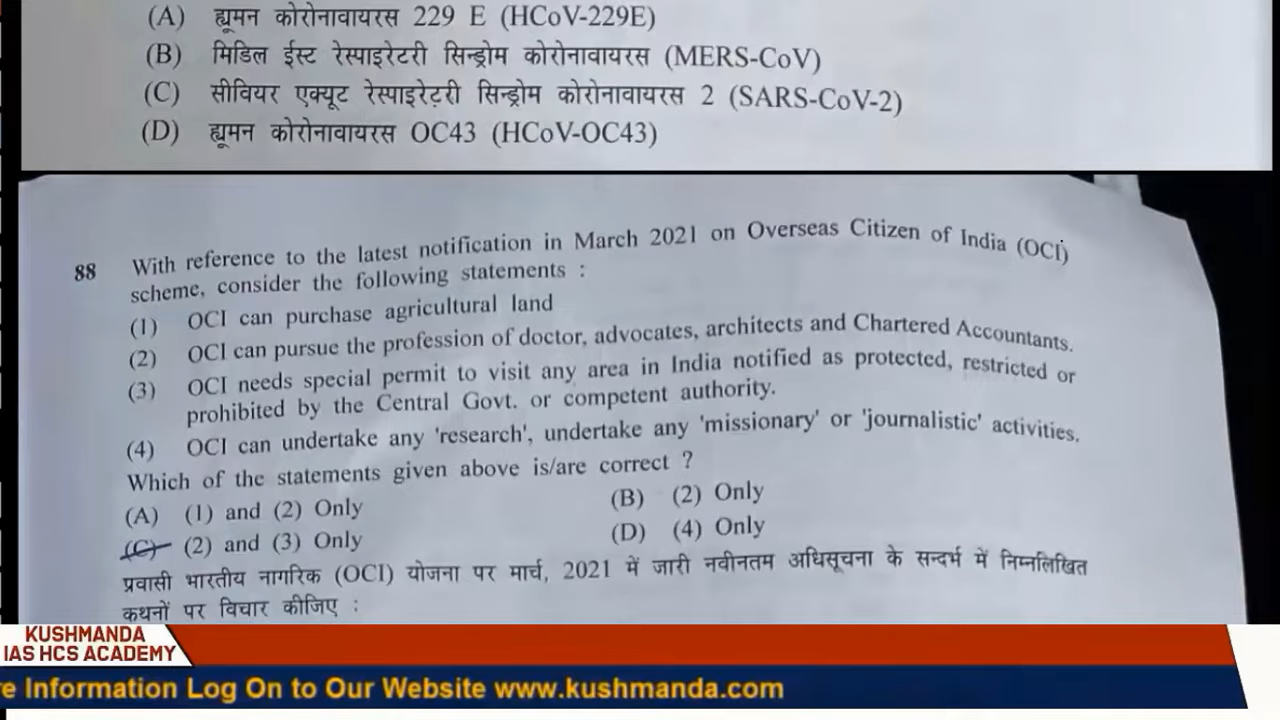 (A) ह्यूमन कोरोनावायरस 229 E (HCoV-229E)
(B) मिडिल ईस्ट रेस्पाइरेटरी सिन्ड्रोम कोरोनावायरस (MERS-CoV)
(C) सीवियर एक्यूट रेस्पाइरेट्री सिन्ड्रोम कोरोनावायरस 2 (SARS-CoV-2)
(D) ह्यूमन कोरोनावायरस OC43 (HCoV-OC43)
88 With reference to the latest notification in March 2021 on Overseas Citizen of India (OCI)
scheme, consider the following statements :
(1) OCI can purchase agricultural land
(2) OCI can pursue the profession of doctor, advocates, architects and Chartered Accountants.
(3) OCI needs special permit to visit any area in India notified as protected, restricted or
prohibited by the Central Govt. or competent authority.
(4) OCI can undertake any 'research', undertake any 'missionary' or 'journalistic' activities.
Which of the statements given above is/are correct ?
(A) (1) and (2) Only (B) (2) Only
(C) (2) and (3) Only (D) (4) Only
प्रवासी भारतीय नागरिक (OCI) योजना पर मार्च, 2021 में जारी नवीनतम अधिसूचना के सन्दर्भ में निम्नलिखित
कथनों पर विचार कीजिए :
KUSHMANDA
IAS HCS ACADEMY
e Information Log On to Our Website www.kushmanda.com